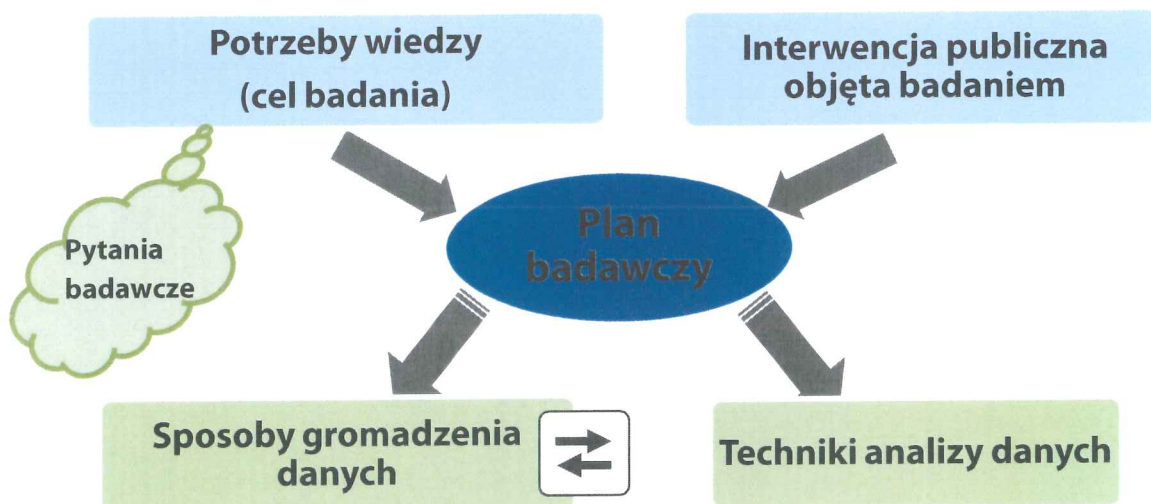 Potrzeby wiedzy
(cel badania)
Interwencja publiczna
objęta badaniem
Pytania
badawcze
Plan
badawczy
Sposoby gromadzenia
danych
Techniki analizy danych